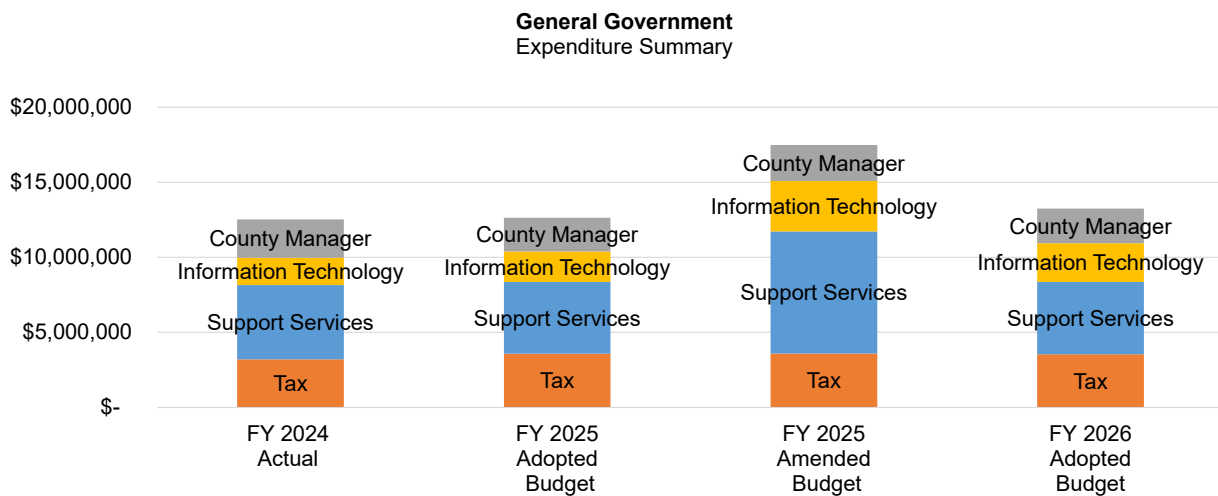 General Government
Expenditure Summary
$20,000,000
$15,000,000
$10,000,000
$5,000,000
$-
County Manager
Information Technology
Support Services
Tax
County Manager
Information Technology
Support Services
Tax
County Manager
Information Technology
Support Services
Tax
County Manager
Information Technology
Support Services
Tax
FY 2024
Actual
FY 2025
Adopted
Budget
FY 2025
Amended
Budget
FY 2026
Adopted
Budget